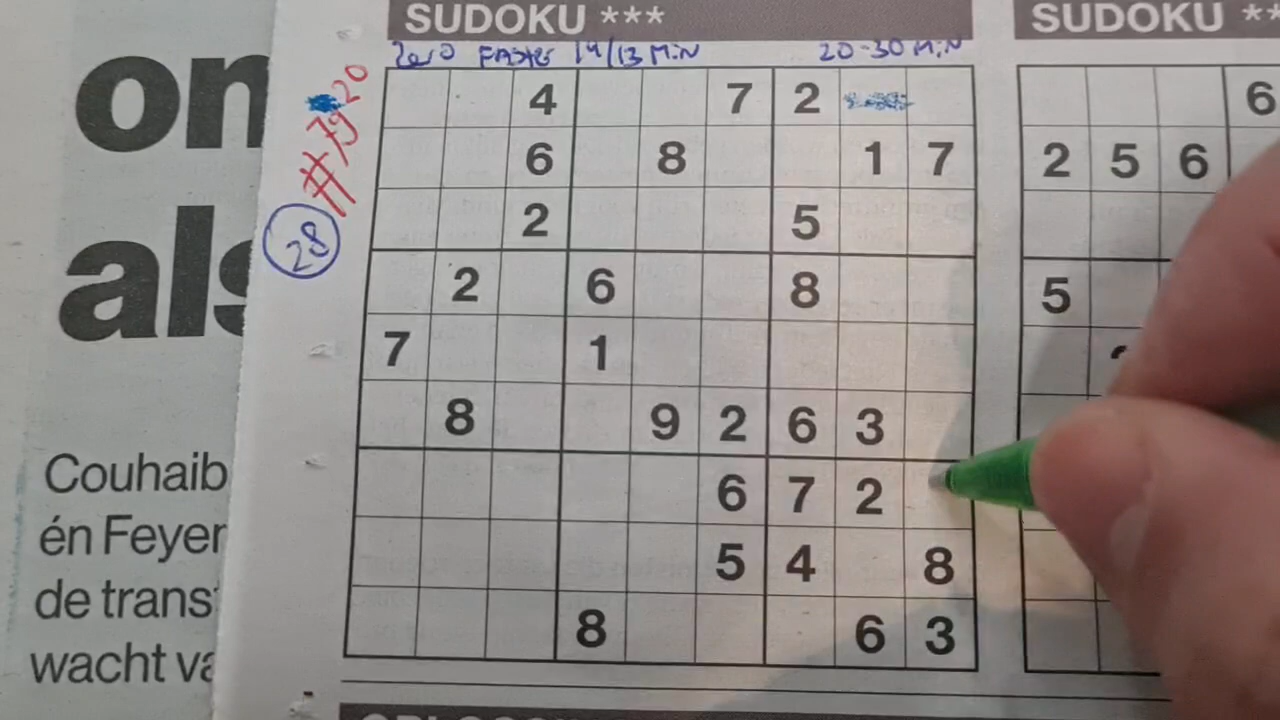 on
als
Couhaib
én Feyer
de trans
wacht va
SUDOKU ***
20-30 MiN
28
4 7 2
6 8 1 7
2 5
2 6 8
7 1
8 9 2 6 3
6 7 2
5 4 8
8 6 3
SUDOKU **
6
2 5 6
5